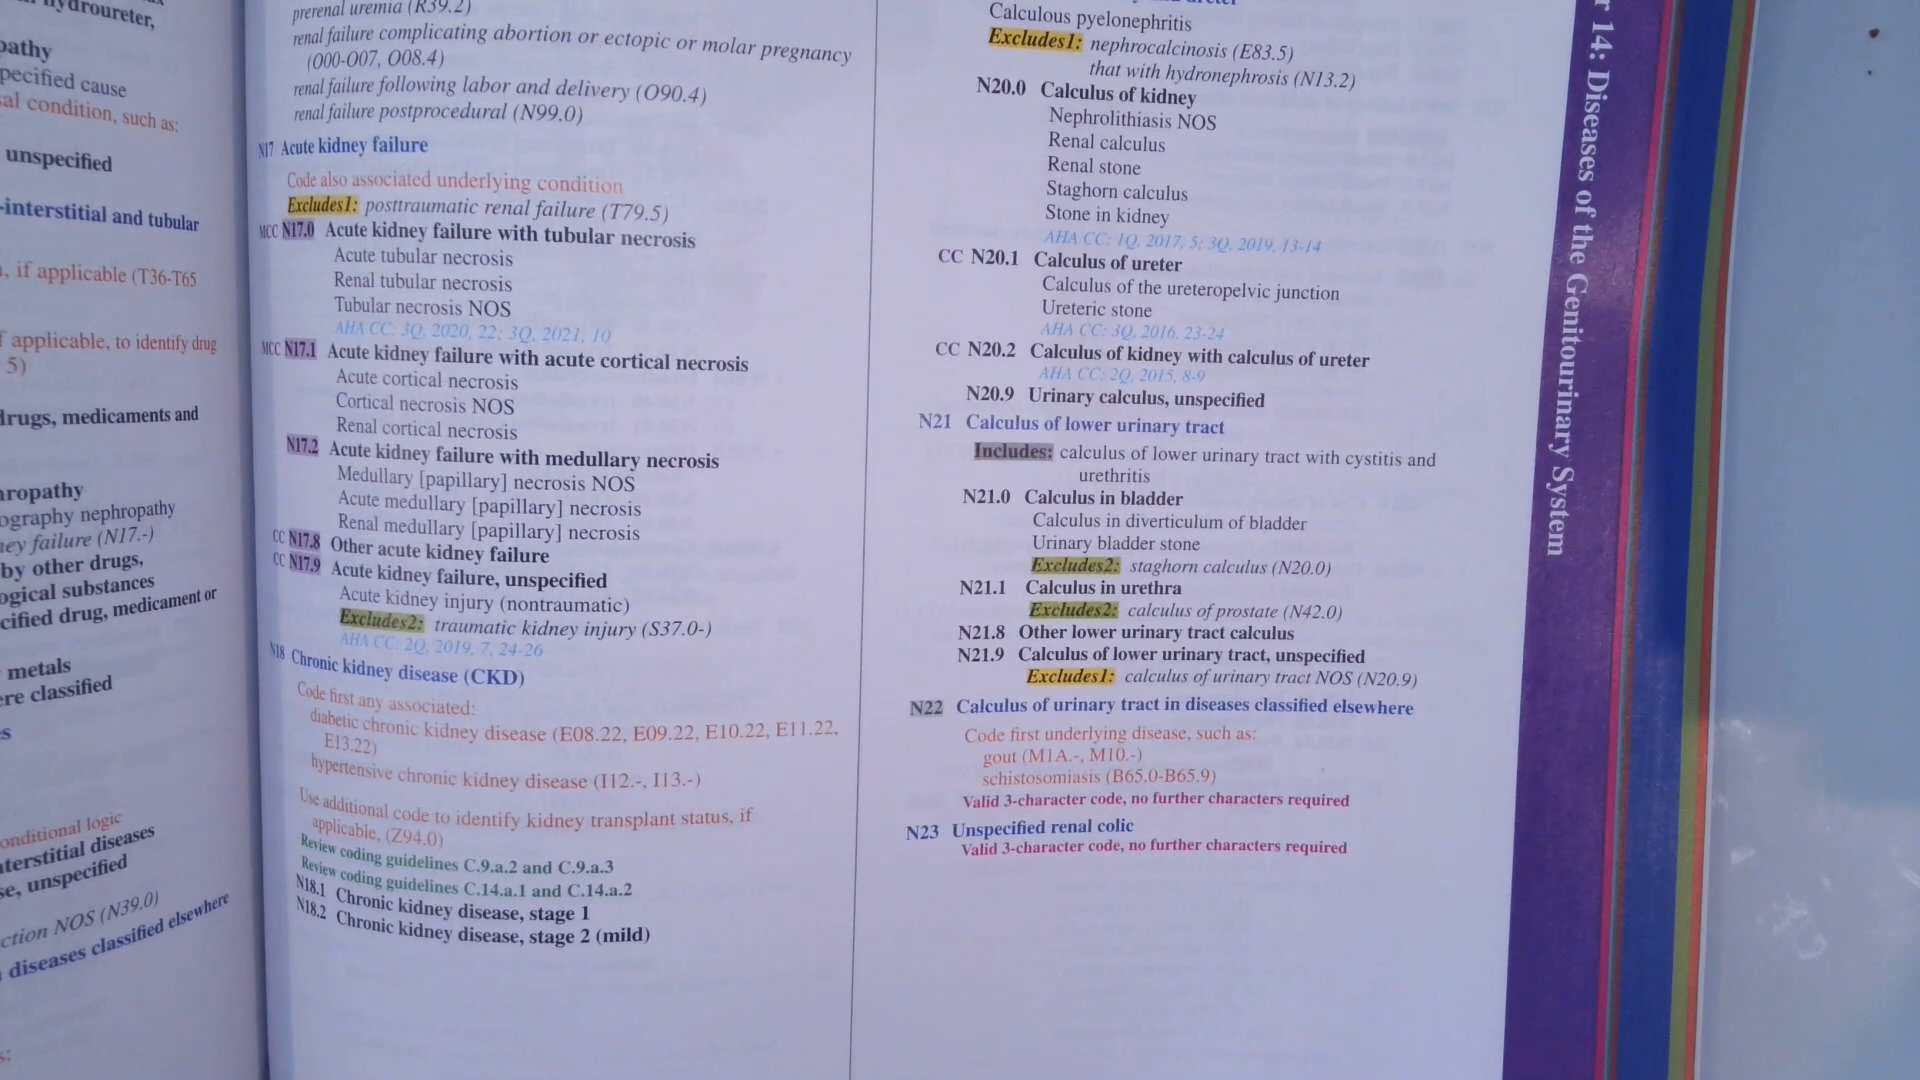 hydroureter,
pathy
pecified cause
al condition, such as:
unspecified
-interstitial and tubular
, if applicable (T36-T65
applicable, to identify drug
5)
drugs, medicaments and
ropathy
ography nephropathy
ney failure (N17.-)
by other drugs,
ogical substances
cified drug, medicament or
metals
ere classified
s
onditional logic
terstitial diseases
se, unspecified
ction NOS (N39.0)
diseases classified elsewhere
prerenal uremia (R39.2)
renal failure complicating abortion or ectopic or molar pregnancy
(O00-O07, O08.4)
renal failure following labor and delivery (O90.4)
renal failure postprocedural (N99.0)
N17 Acute kidney failure
Code also associated underlying condition
Excludes1: posttraumatic renal failure (T79.5)
MCC N17.0 Acute kidney failure with tubular necrosis
Acute tubular necrosis
Renal tubular necrosis
Tubular necrosis NOS
AHA CC: 3Q, 2020, 22; 3Q, 2021, 10
MCC N17.1 Acute kidney failure with acute cortical necrosis
Acute cortical necrosis
Cortical necrosis NOS
Renal cortical necrosis
N17.2 Acute kidney failure with medullary necrosis
Medullary [papillary] necrosis NOS
Acute medullary [papillary] necrosis
Renal medullary [papillary] necrosis
CC N17.8 Other acute kidney failure
CC N17.9 Acute kidney failure, unspecified
Acute kidney injury (nontraumatic)
Excludes2: traumatic kidney injury (S37.0-)
AHA CC: 2Q, 2019, 7, 24-26
N18 Chronic kidney disease (CKD)
Code first any associated:
diabetic chronic kidney disease (E08.22, E09.22, E10.22, E11.22,
E13.22)
hypertensive chronic kidney disease (I12.-, I13.-)
Use additional code to identify kidney transplant status, if
applicable, (Z94.0)
Review coding guidelines C.9.a.2 and C.9.a.3
Review coding guidelines C.14.a.1 and C.14.a.2
N18.1 Chronic kidney disease, stage 1
N18.2 Chronic kidney disease, stage 2 (mild)
Calculous pyelonephritis
Excludes1: nephrocalcinosis (E83.5)
that with hydronephrosis (N13.2)
N20.0 Calculus of kidney
Nephrolithiasis NOS
Renal calculus
Renal stone
Staghorn calculus
Stone in kidney
AHA CC: 1Q, 2017, 5; 3Q, 2019, 13-14
CC N20.1 Calculus of ureter
Calculus of the ureteropelvic junction
Ureteric stone
AHA CC: 3Q, 2016, 23-24
CC N20.2 Calculus of kidney with calculus of ureter
AHA CC: 2Q, 2015, 8-9
N20.9 Urinary calculus, unspecified
N21 Calculus of lower urinary tract
Includes: calculus of lower urinary tract with cystitis and
urethritis
N21.0 Calculus in bladder
Calculus in diverticulum of bladder
Urinary bladder stone
Excludes2: staghorn calculus (N20.0)
N21.1 Calculus in urethra
Excludes2: calculus of prostate (N42.0)
N21.8 Other lower urinary tract calculus
N21.9 Calculus of lower urinary tract, unspecified
Excludes1: calculus of urinary tract NOS (N20.9)
N22 Calculus of urinary tract in diseases classified elsewhere
Code first underlying disease, such as:
gout (M1A.-, M10.-)
schistosomiasis (B65.0-B65.9)
Valid 3-character code, no further characters required
N23 Unspecified renal colic
Valid 3-character code, no further characters required
r 14: Diseases of the Genitourinary System